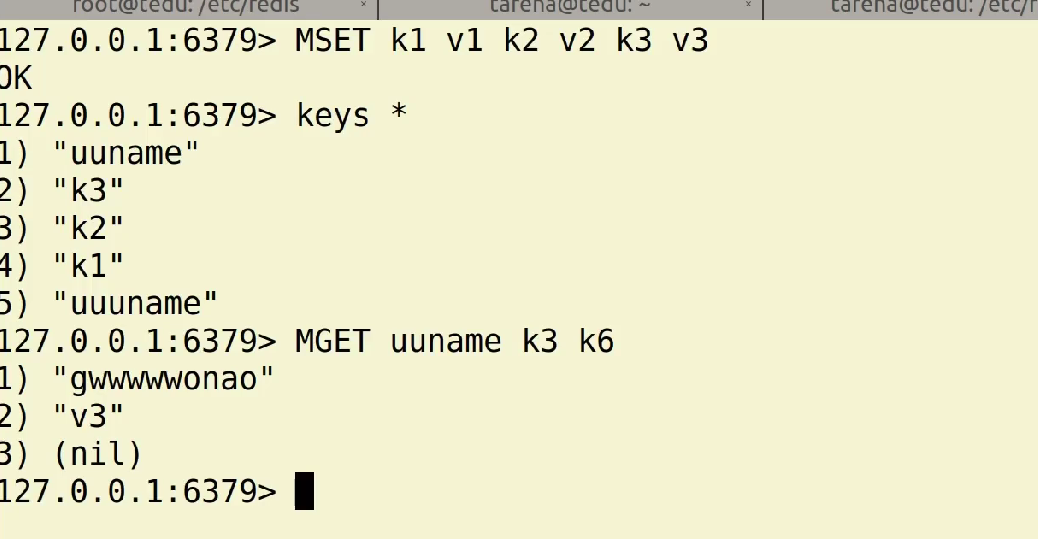 root@tedu: /etc/redis × tarena@tedu: ~ × tarena@tedu: /etc/r
127.0.0.1:6379> MSET k1 v1 k2 v2 k3 v3
OK
127.0.0.1:6379> keys *
1) "uuname"
2) "k3"
3) "k2"
4) "k1"
5) "uuuname"
127.0.0.1:6379> MGET uuname k3 k6
1) "gwwwwwonao"
2) "v3"
3) (nil)
127.0.0.1:6379>